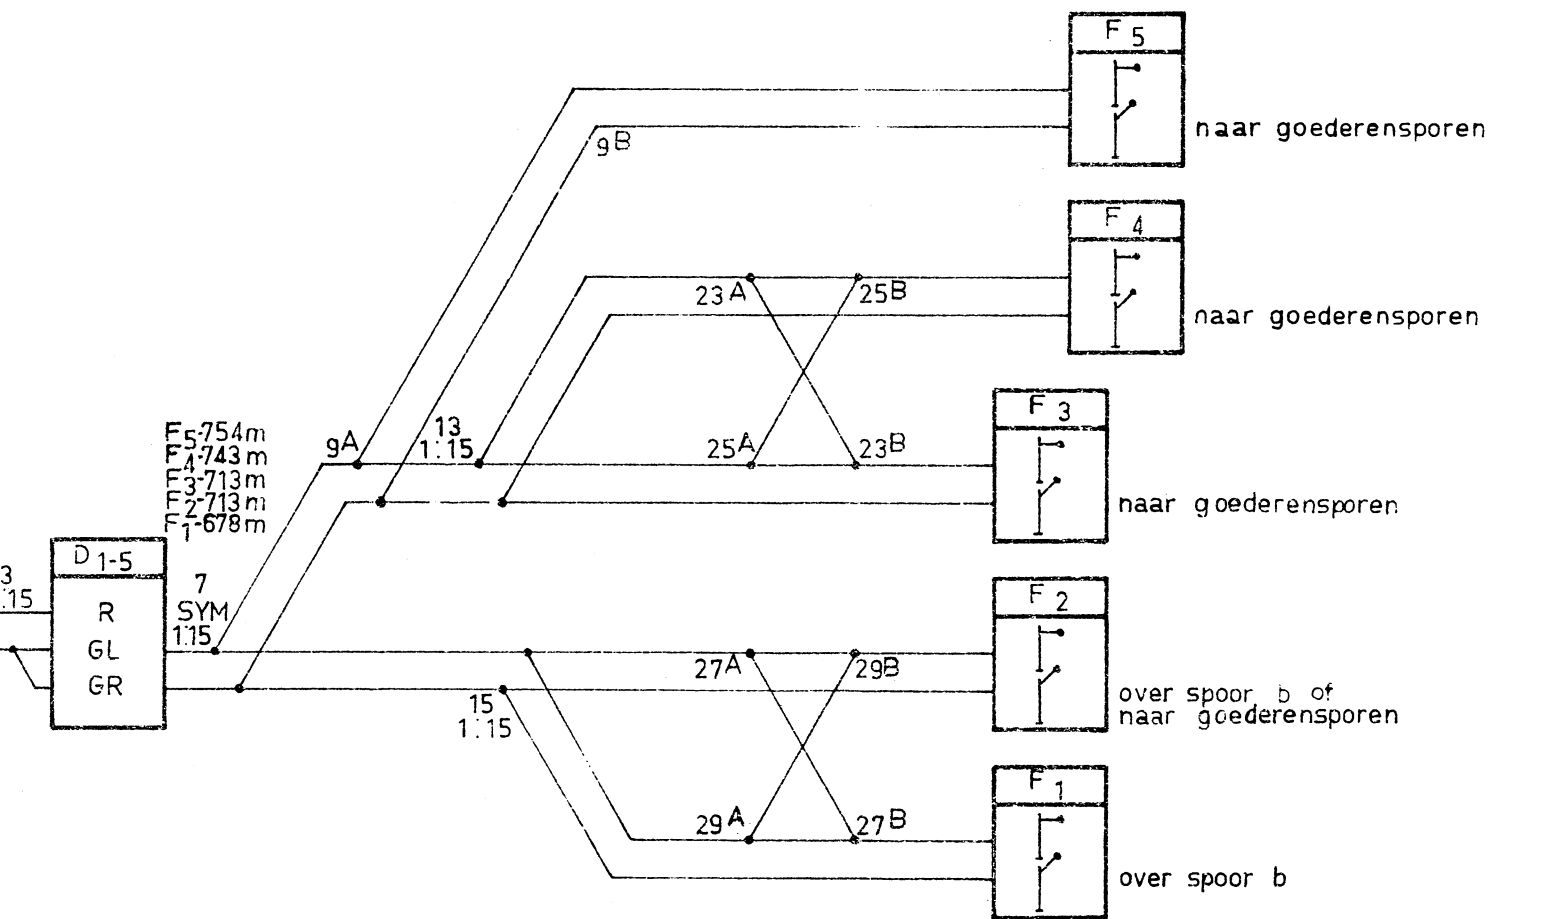 F 5
9B
naar goederensporen
F 4
23A
25B
naar goederensporen
F 3
F5-754m
F4-743m
F3-713m
F2-713m
F1-678m
9A
13
1:15
25A
23B
naar goederensporen
D 1-5
3
:15
R
GL
GR
7
SYM
1:15
F 2
27A
29B
over spoor b of
naar goederensporen
15
1:15
F 1
29A
27B
over spoor b